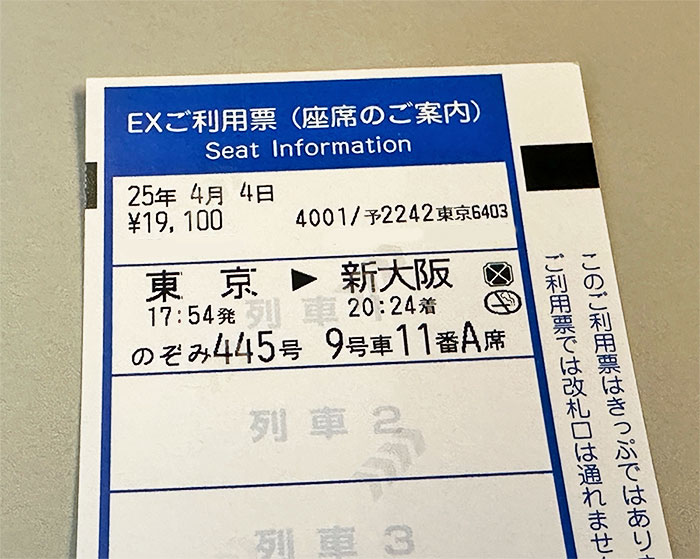 EXご利用票（座席のご案内）
Seat Information
25年 4月 4日
¥19,100 4001/予2242東京6403
東京 ▶ 新大阪
17:54発 20:24着
のぞみ445号 9号車11番A席
列車2
列車3
このご利用票はきっぷではあり
ご利用票では改札口は通れませ